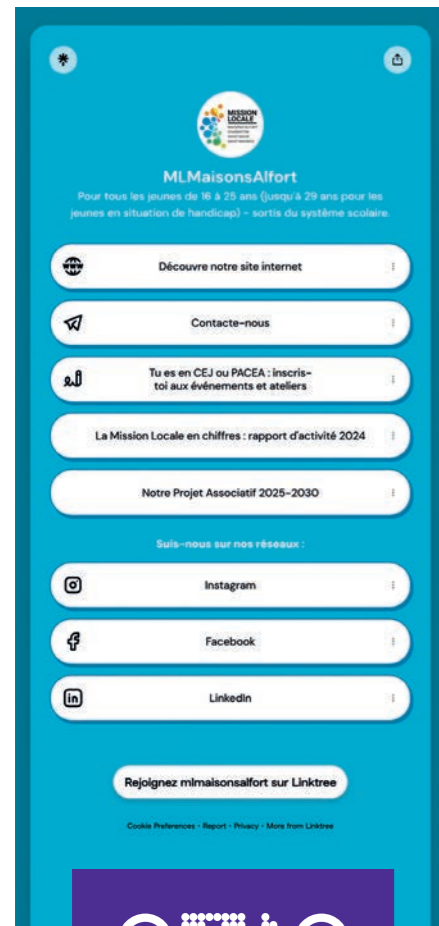 MISSION
LOCALE
MLMaisonsAlfort
Pour tous les jeunes de 16 à 25 ans (jusqu'à 29 ans pour les
jeunes en situation de handicap) - sortis du système scolaire.
Découvre notre site internet
Contacte-nous
Tu es en CEJ ou PACEA : inscris-
toi aux événements et ateliers
La Mission Locale en chiffres : rapport d'activité 2024
Notre Projet Associatif 2025-2030
Suis-nous sur nos réseaux :
Instagram
Facebook
LinkedIn
Rejoignez mlmaisonsalfort sur Linktree
Cookie Preferences • Report • Privacy • More from Linktree